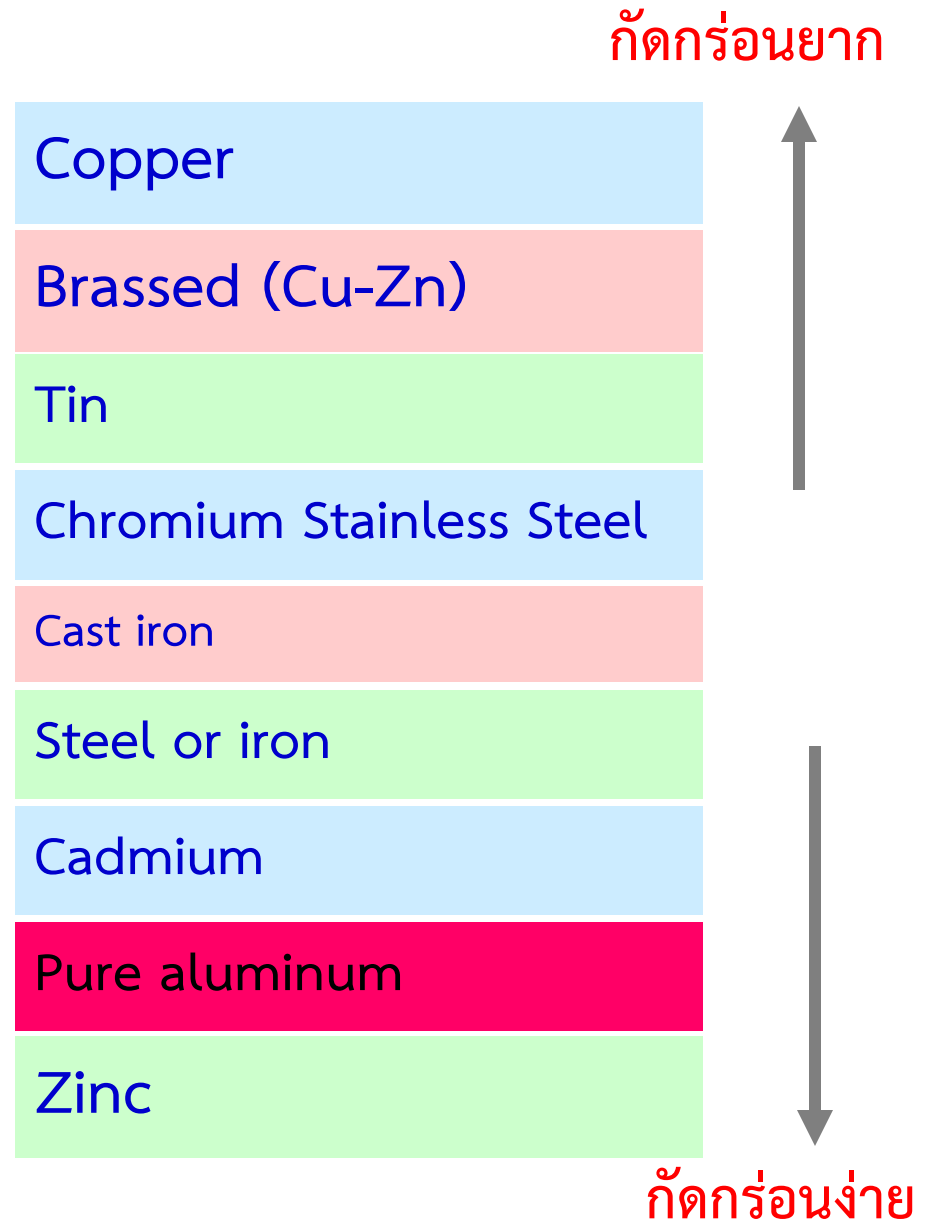 กัดกร่อนยาก
Copper
Brassed (Cu-Zn)
Tin
Chromium Stainless Steel
Cast iron
Steel or iron
Cadmium
Pure aluminum
Zinc
กัดกร่อนง่าย